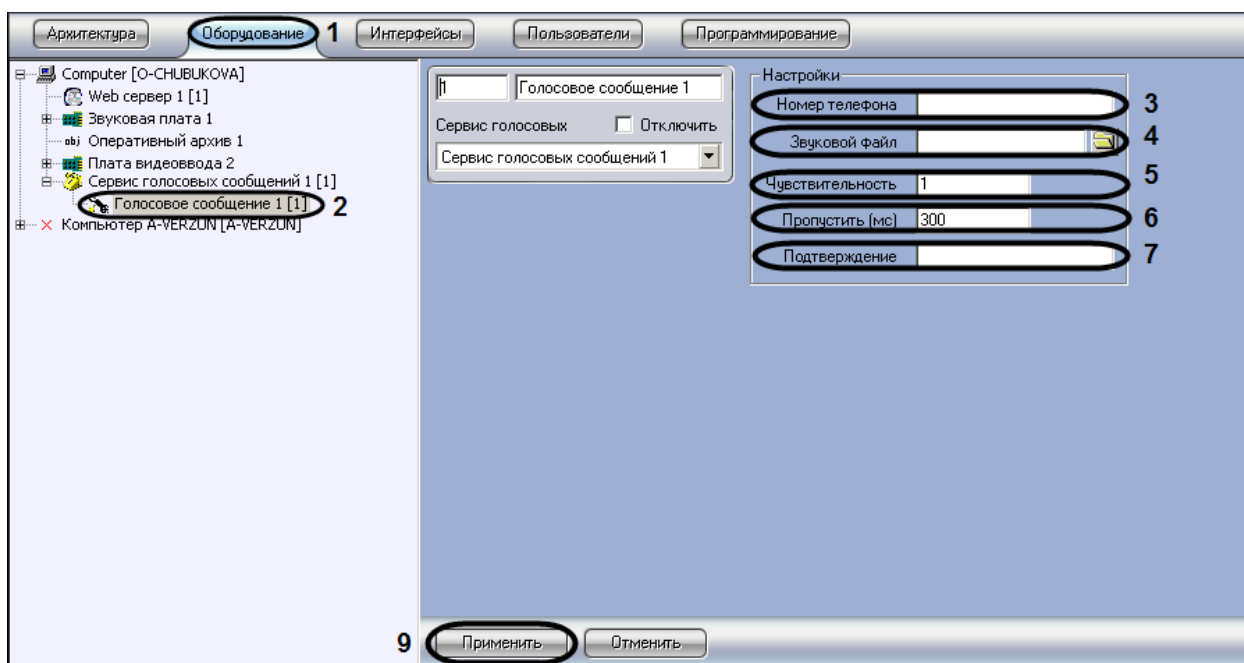 Архитектура
Оборудование
1
Интерфейсы
Пользователи
Программирование
Computer [O-CHUBUKOVA]
Web сервер 1 [1]
Звуковая плата 1
obj Оперативный архив 1
Плата видеоввода 2
Сервис голосовых сообщений 1 [1]
Голосовое сообщение 1 [1]
2
Компьютер A-VERZUN [A-VERZUN]
1
Голосовое сообщение 1
Сервис голосовых
Отключить
Сервис голосовых сообщений 1
Настройки
Номер телефона
3
Звуковой файл
4
Чувствительность
1
5
Пропустить (мс)
300
6
Подтверждение
7
9
Применить
Отменить